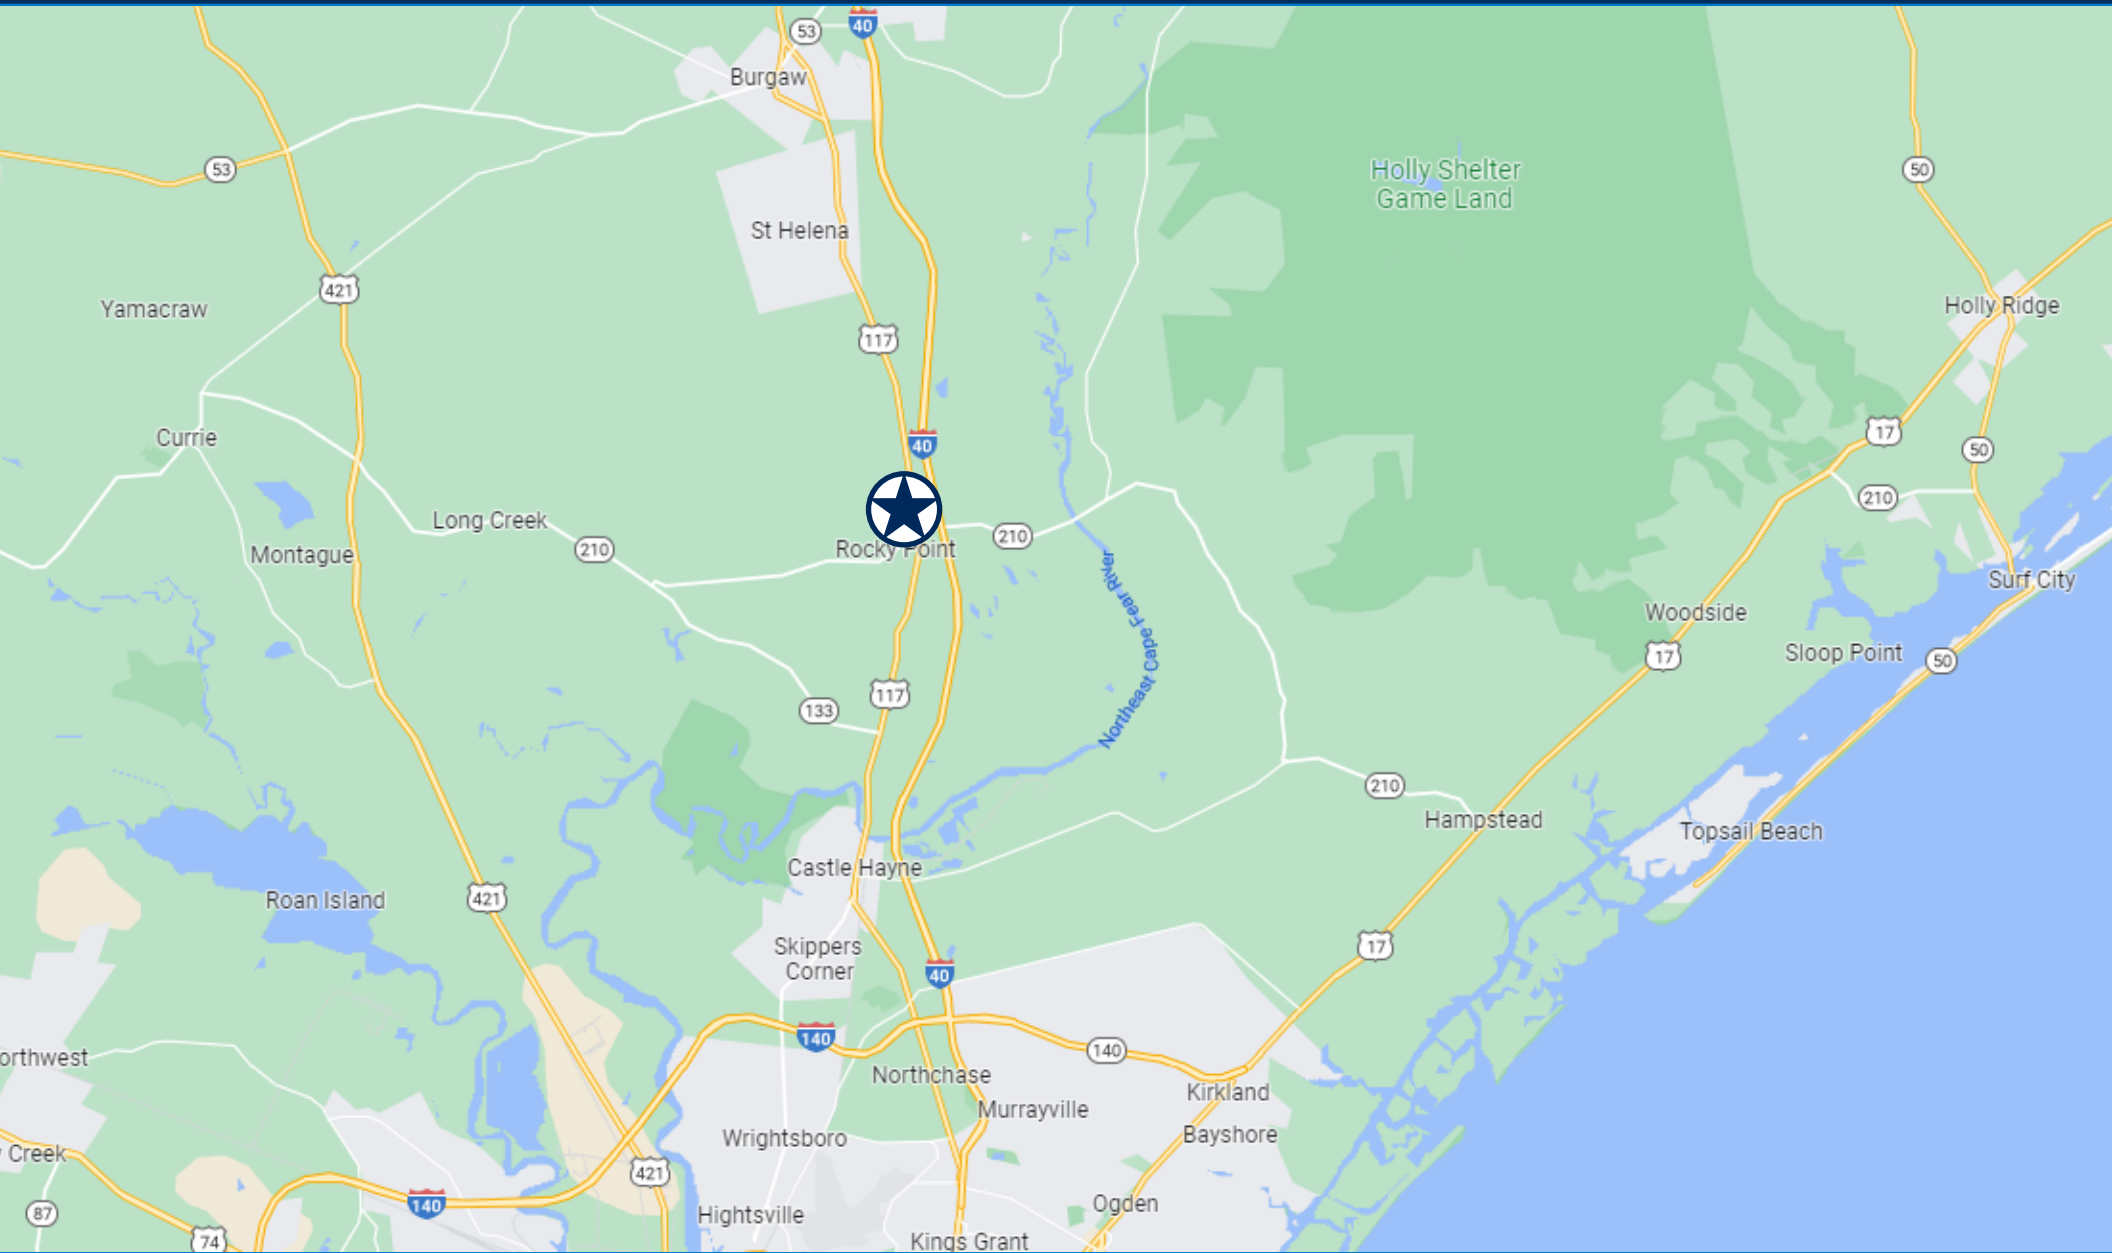 40
53
Burgaw
53
Holly Shelter
Game Land
50
St Helena
421
Yamacraw
Holly Ridge
117
17
40
Currie
50
210
Long Creek
210
210
Rocky Point
Montague
Surf City
Northeast Cape Fear River
Woodside
17
Sloop Point
50
117
133
210
Hampstead
Topsail Beach
Castle Hayne
421
Roan Island
17
Skippers
Corner
40
140
140
orthwest
Northchase
Kirkland
Murrayville
Wrightsboro
Bayshore
Creek
421
140
Ogden
87
Hightsville
74
Kings Grant